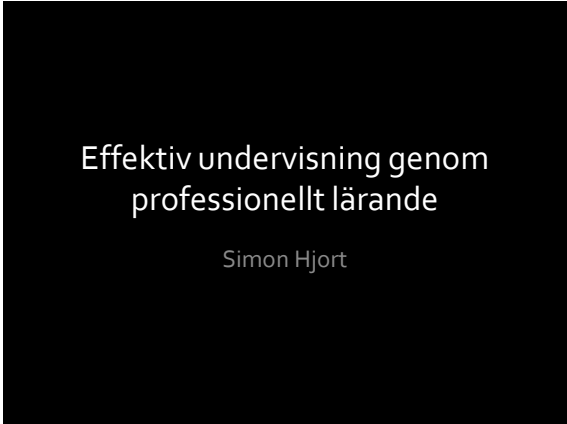 Effektiv undervisning genom
professionellt lärande
Simon Hjort